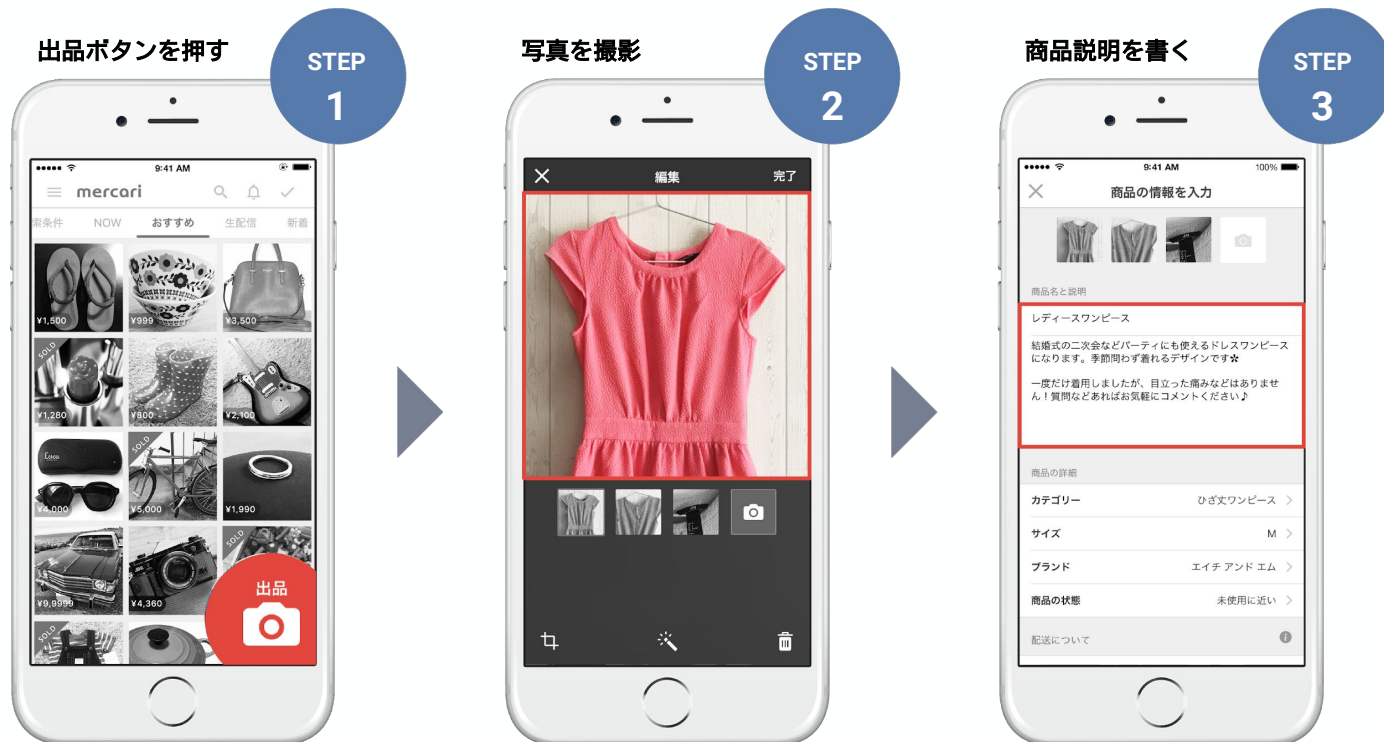 出品ボタンを押す
STEP
1
9:41 AM
mercari
索条件 NOW おすすめ 生配信 新着
¥1,500 ¥999 ¥3,500
SOLD
¥1,280 ¥800 ¥2,100
SOLD
¥4,000 ¥5,000 ¥1,990
SOLD
¥9,9999 ¥4,360
SOLD
出品
写真を撮影
STEP
2
編集 完了
商品説明を書く
STEP
3
9:41 AM 100%
商品の情報を入力
商品名と説明
レディースワンピース
結婚式の二次会などパーティにも使えるドレスワンピース
になります。季節問わず着れるデザインです✿
一度だけ着用しましたが、目立った痛みなどはありませ
ん！質問などあればお気軽にコメントください♪
商品の詳細
カテゴリー ひざ丈ワンピース
サイズ M
ブランド エイチ アンド エム
商品の状態 未使用に近い
配送について